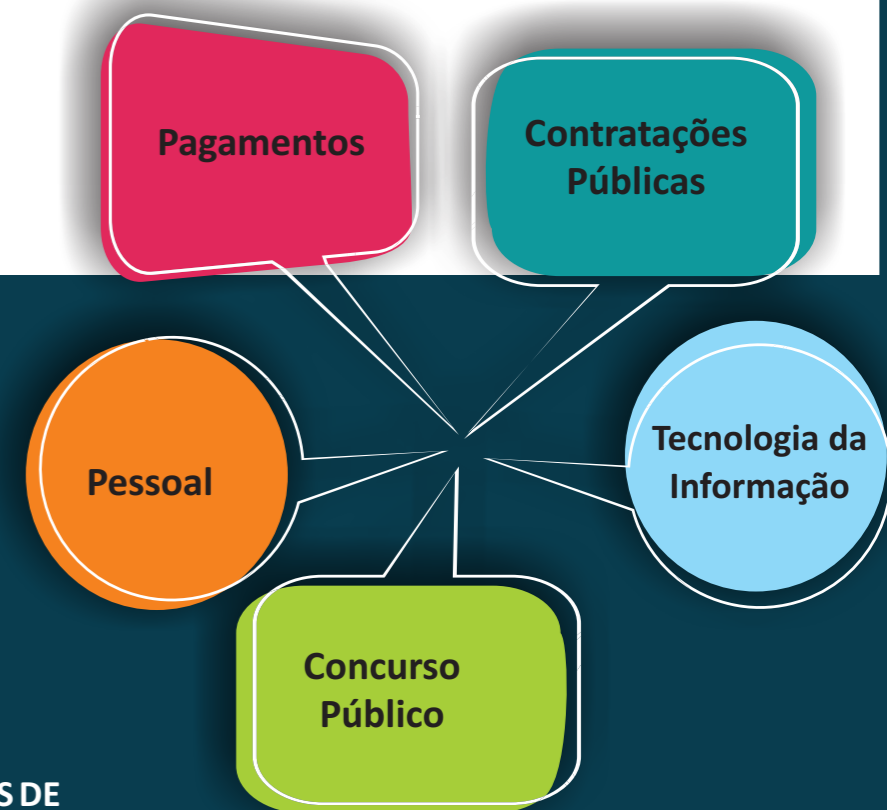 Pagamentos
Contratações
Públicas
Pessoal
Tecnologia da
Informação
Concurso
Público
S DE